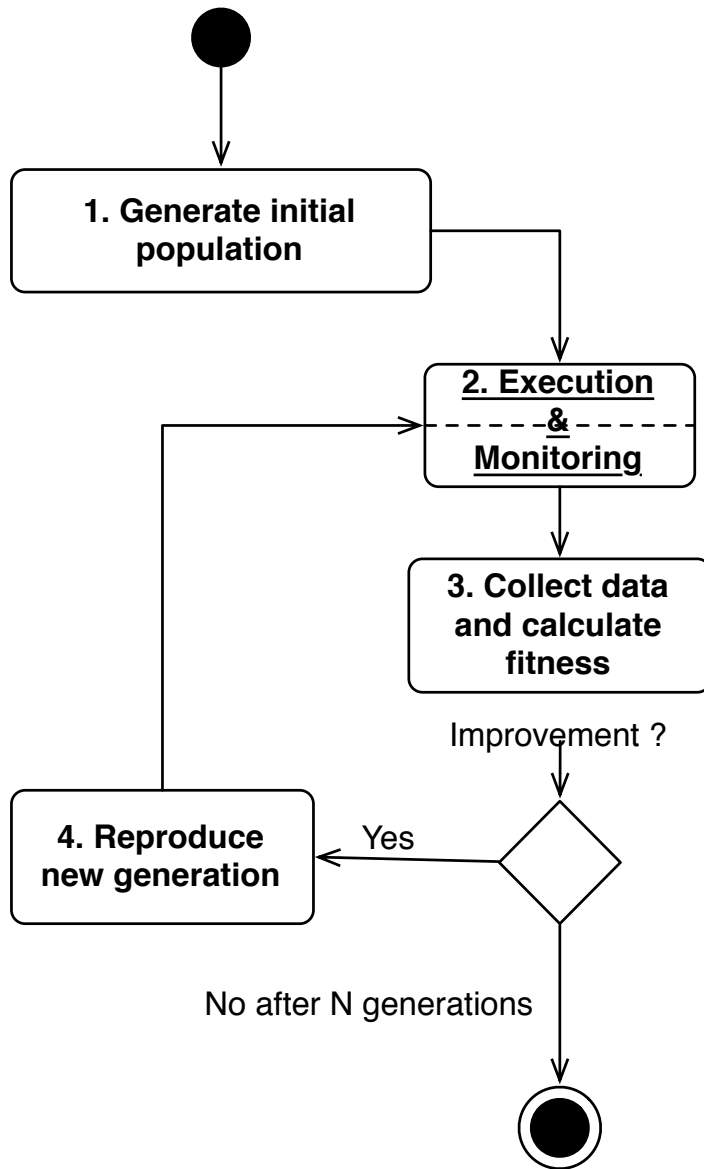 1. Generate initial
population
2. Execution
&
Monitoring
3. Collect data
and calculate
fitness
Improvement ?
4. Reproduce
new generation
Yes
No after N generations